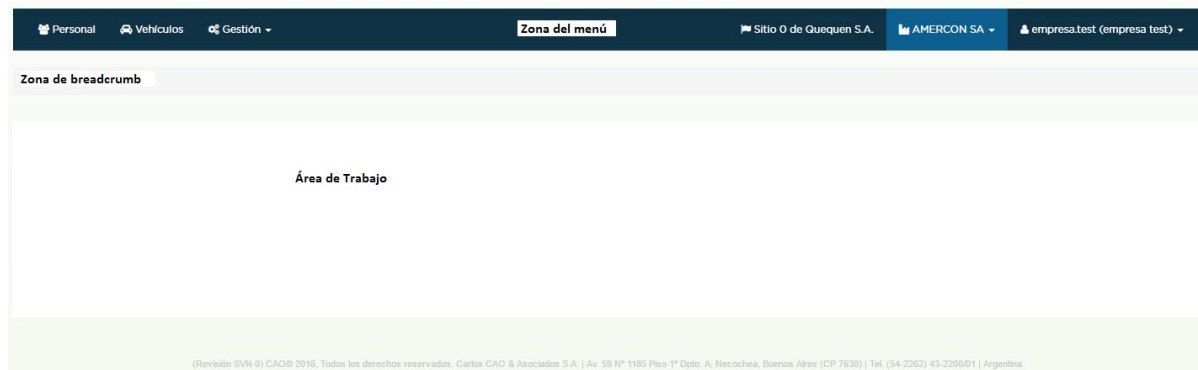 Personal Vehículos Gestión Zona del menú Sitio 0 de Quequen S.A. AMERCON SA empresa.test (empresa test)
Zona de breadcrumb
Área de Trabajo
(Revisión SVN 0) CAO© 2016. Todos los derechos reservados. Carlos CAO & Asociados S.A. | Av. 59 Nº 1185 Piso 1º Dpto. A, Necochea, Buenos Aires (CP 7630) | Tel. (54-2262) 43-2200/01 | Argentina